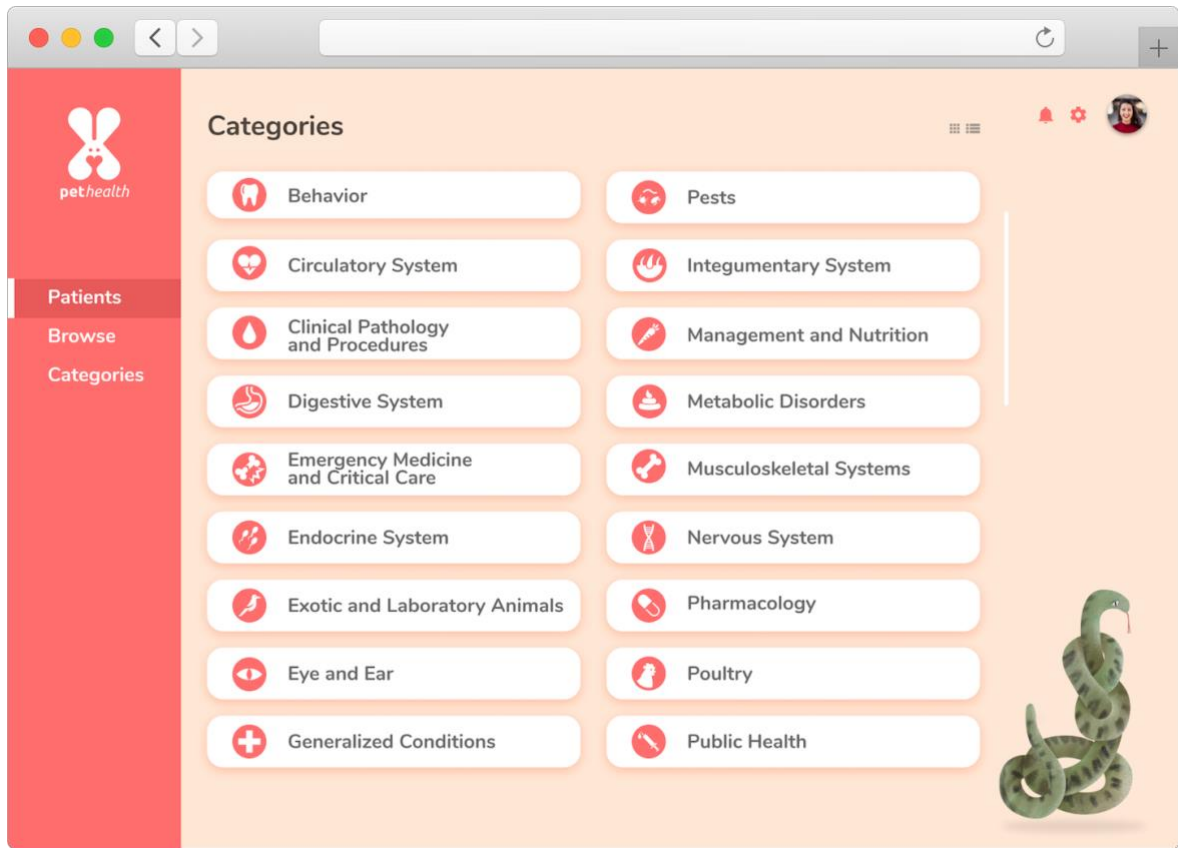 pethealth
Patients
Browse
Categories
Categories
Behavior
Circulatory System
Clinical Pathology
and Procedures
Digestive System
Emergency Medicine
and Critical Care
Endocrine System
Exotic and Laboratory Animals
Eye and Ear
Generalized Conditions
Pests
Integumentary System
Management and Nutrition
Metabolic Disorders
Musculoskeletal Systems
Nervous System
Pharmacology
Poultry
Public Health